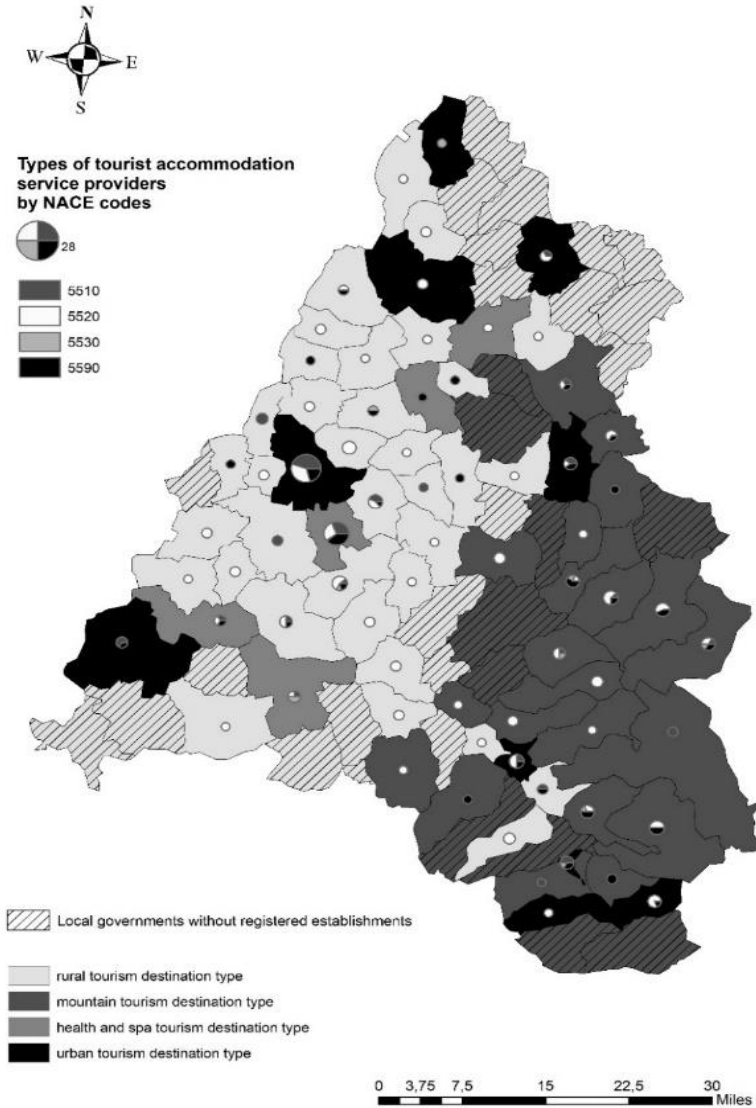 N
W E
S
Types of tourist accommodation
service providers
by NACE codes
28
5510
5520
5530
5590
Local governments without registered establishments
rural tourism destination type
mountain tourism destination type
health and spa tourism destination type
urban tourism destination type
0 3,75 7,5 15 22,5 30
Miles